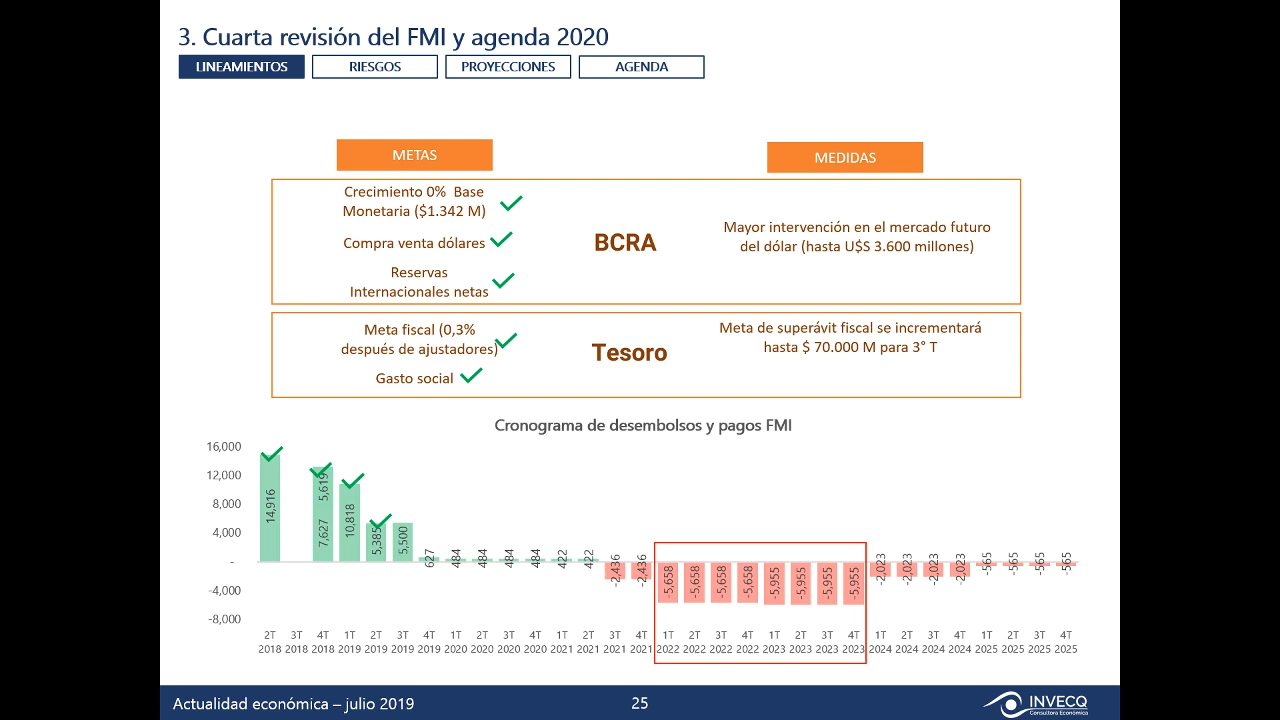 3. Cuarta revisión del FMI y agenda 2020
LINEAMIENTOS
RIESGOS
PROYECCIONES
AGENDA
METAS
MEDIDAS
Crecimiento 0% Base
Monetaria ($1.342 M)
Compra venta dólares
Reservas
Internacionales netas
BCRA
Mayor intervención en el mercado futuro
del dólar (hasta U$S 3.600 millones)
Meta fiscal (0,3%
después de ajustadores)
Gasto social
Tesoro
Meta de superávit fiscal se incrementará
hasta $ 70.000 M para 3° T
Cronograma de desembolsos y pagos FMI
16,000
12,000
8,000
4,000
-
-4,000
-8,000
14,916
7,627
5,619
10,818
5,385
5,500
627
484
484
484
484
422
422
-2,436
-2,436
-5,658
-5,658
-5,658
-5,658
-5,955
-5,955
-5,955
-5,955
-2,023
-2,023
-2,023
-2,023
-565
-565
-565
-565
2T 3T 4T 1T 2T 3T 4T 1T 2T 3T 4T 1T 2T 3T 4T 1T 2T 3T 4T 1T 2T 3T 4T 1T 2T 3T 4T 1T 2T 3T 4T
2018 2018 2018 2019 2019 2019 2019 2020 2020 2020 2020 2021 2021 2021 2021 2022 2022 2022 2022 2023 2023 2023 2023 2024 2024 2024 2024 2025 2025 2025 2025
Actualidad económica – julio 2019
25
INVECQ
Consultora Económica